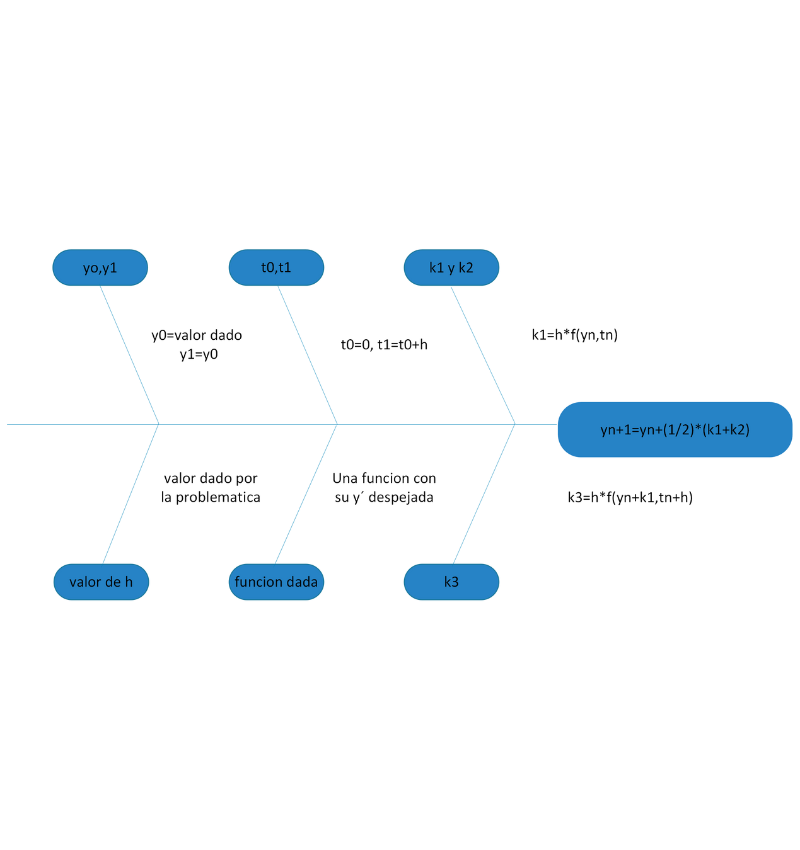 yo,y1
t0,t1
k1 y k2
y0=valor dado
y1=y0
t0=0, t1=t0+h
k1=h*f(yn,tn)
yn+1=yn+(1/2)*(k1+k2)
valor dado por
la problematica
Una funcion con
su y´ despejada
k3=h*f(yn+k1,tn+h)
valor de h
funcion dada
k3